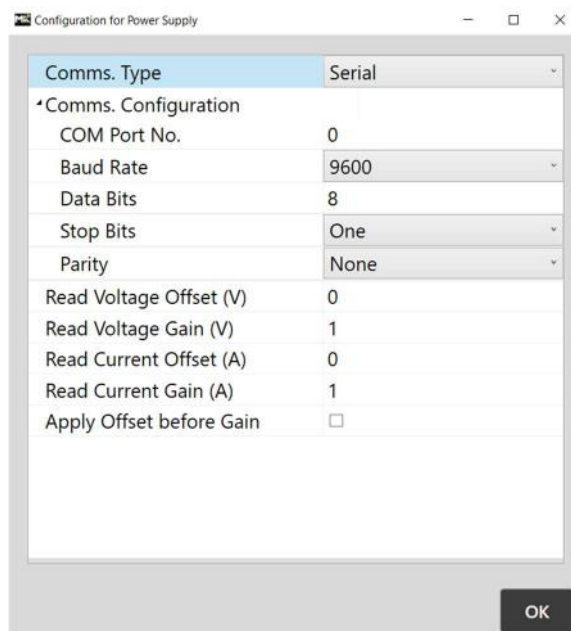 Configuration for Power Supply
Comms. Type Serial
Comms. Configuration
COM Port No. 0
Baud Rate 9600
Data Bits 8
Stop Bits One
Parity None
Read Voltage Offset (V) 0
Read Voltage Gain (V) 1
Read Current Offset (A) 0
Read Current Gain (A) 1
Apply Offset before Gain
OK